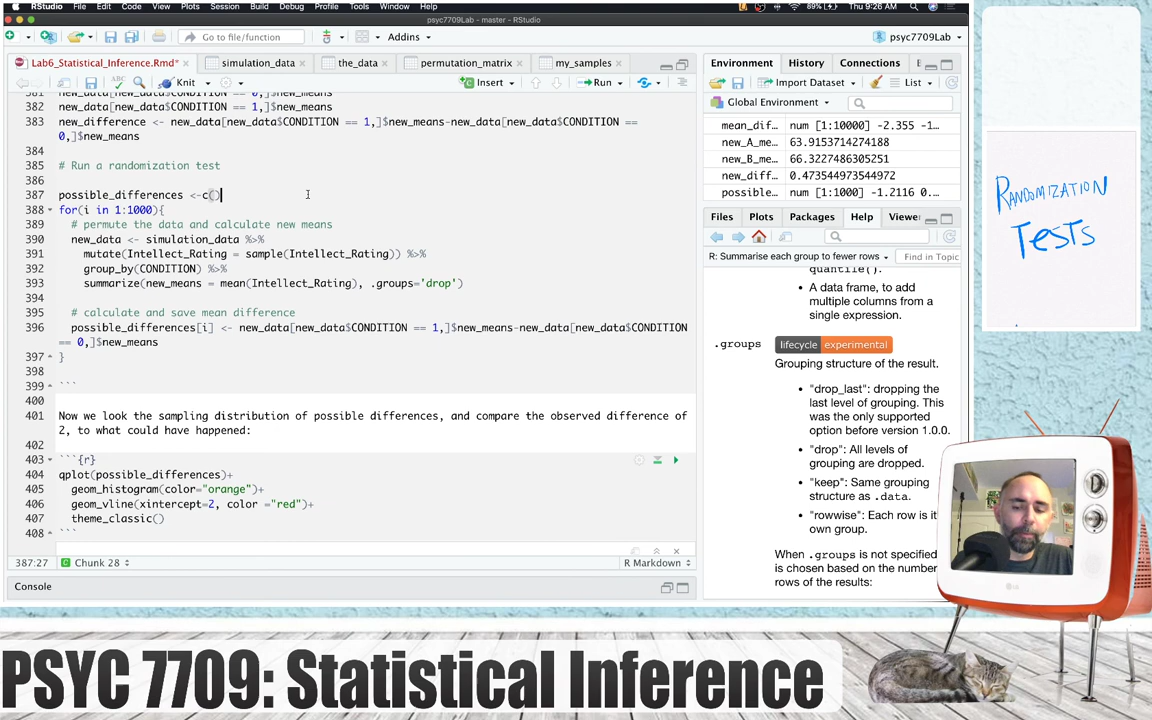 RStudio File Edit Code View Plots Session Build Debug Profile Tools Window Help 89% Thu 9:26 AM
psyc7709Lab - master - RStudio
Go to file/function Addins psyc7709Lab
Lab6_Statistical_Inference.Rmd* simulation_data the_data permutation_matrix my_samples
Knit Insert Run
382 new_data[new_data$CONDITION == 1,]$new_means
383 new_difference <- new_data[new_data$CONDITION == 1,]$new_means-new_data[new_data$CONDITION ==
0,]$new_means
384
385 # Run a randomization test
386
387 possible_differences <-c()
388 for(i in 1:1000){
389 # permute the data and calculate new means
390 new_data <- simulation_data %>%
391 mutate(Intellect_Rating = sample(Intellect_Rating)) %>%
392 group_by(CONDITION) %>%
393 summarize(new_means = mean(Intellect_Rating), .groups='drop')
394
395 # calculate and save mean difference
396 possible_differences[i] <- new_data[new_data$CONDITION == 1,]$new_means-new_data[new_data$CONDITION
== 0,]$new_means
397 }
398
399 ```
400
401 Now we look the sampling distribution of possible differences, and compare the observed difference of
2, to what could have happened:
402
403 ```{r}
404 qplot(possible_differences)+
405 geom_histogram(color="orange")+
406 geom_vline(xintercept=2, color ="red")+
407 theme_classic()
408 ```
387:27 Chunk 28 R Markdown
Console
Environment History Connections
Import Dataset List
Global Environment
mean_dif… num [1:10000] -2.355 -1…
new_A_me… 63.9153714274188
new_B_me… 66.3227486305251
new_diff… 0.473544973544972
possible… num [1:1000] -1.2116 0.…
Files Plots Packages Help Viewer
R: Summarise each group to fewer rows Find in Topic
quantile().
• A data frame, to add
multiple columns from a
single expression.
.groups lifecycle experimental
Grouping structure of the result.
• "drop_last": dropping the
last level of grouping. This
was the only supported
option before version 1.0.0.
• "drop": All levels of
grouping are dropped.
• "keep": Same grouping
structure as .data.
• "rowwise": Each row is it
own group.
When .groups is not specified
is chosen based on the number
rows of the results:
RANDOMIZATION
TESTS
LG
PSYC 7709: Statistical Inference